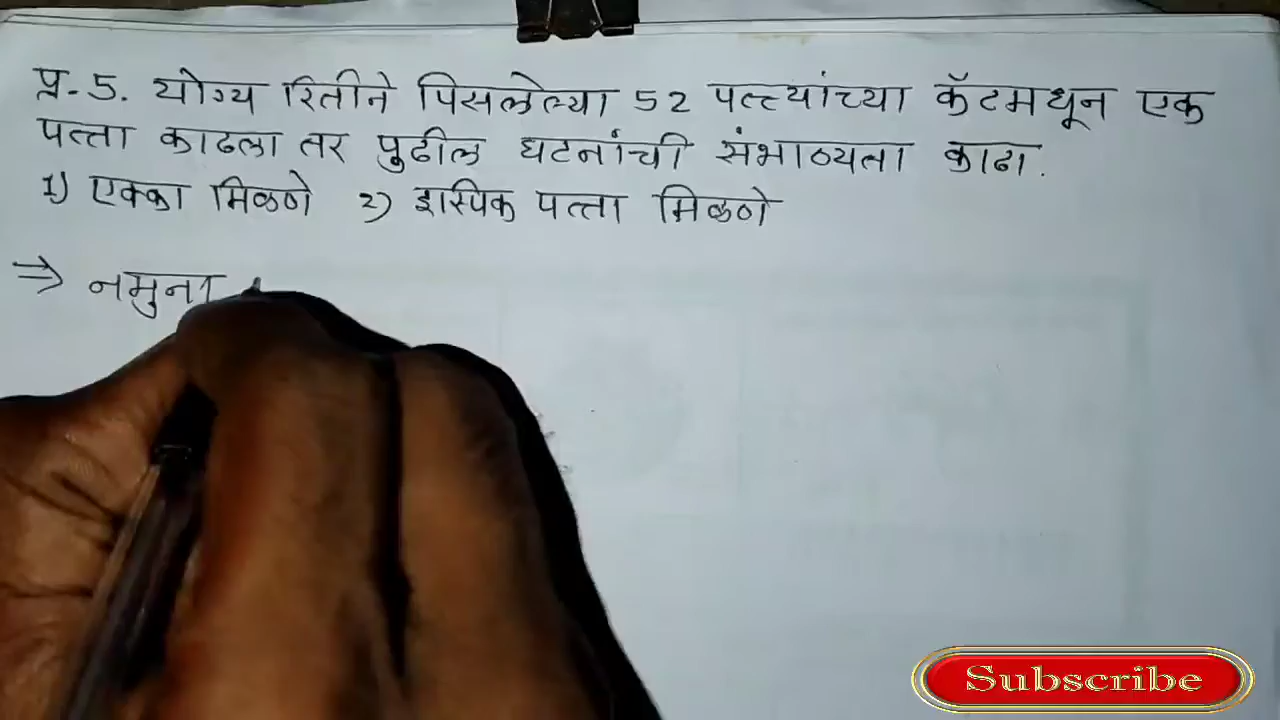 प्र.5. योग्य रितीने पिसलेल्या 52 पत्त्यांच्या कॅटमधून एक
पत्ता काढला तर पुढील घटनांची संभाव्यता काढा.
1) एक्का मिळणे 2) इस्पिक पत्ता मिळणे
⇒ नमुना
Subscribe